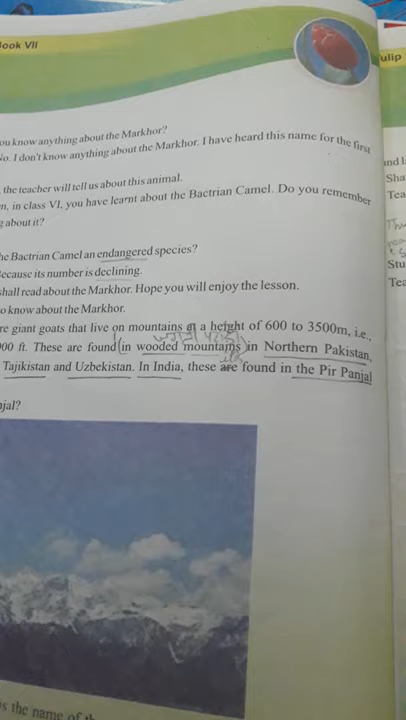 Book VII
ou know anything about the Markhor?
No. I don't know anything about the Markhor. I have heard this name for the first
the teacher will tell us about this animal.
n, in class VI, you have learnt about the Bactrian Camel. Do you remember
g about it?
he Bactrian Camel an endangered species?
ecause its number is declining.
shall read about the Markhor. Hope you will enjoy the lesson.
o know about the Markhor.
re giant goats that live on mountains at a height of 600 to 3500m, i.e.,
00 ft. These are found (in wooded mountains) in Northern Pakistan,
Tajikistan and Uzbekistan. In India, these are found in the Pir Panjal
njal?
is the name of th
ulip
nd l
Sha
Tea
Stu
Tea